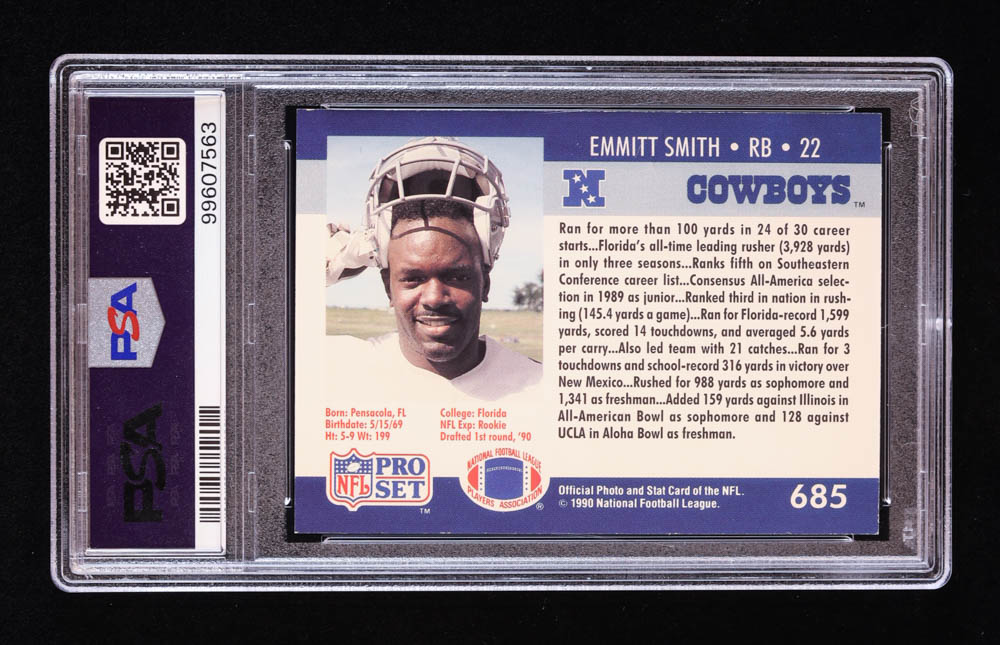 99607563
PSA
PSA
EMMITT SMITH • RB • 22
N
COWBOYS TM
Ran for more than 100 yards in 24 of 30 career
starts...Florida's all-time leading rusher (3,928 yards)
in only three seasons...Ranks fifth on Southeastern
Conference career list...Consensus All-America selec-
tion in 1989 as junior...Ranked third in nation in rush-
ing (145.4 yards a game)...Ran for Florida-record 1,599
yards, scored 14 touchdowns, and averaged 5.6 yards
per carry...Also led team with 21 catches...Ran for 3
touchdowns and school-record 316 yards in victory over
New Mexico...Rushed for 988 yards as sophomore and
1,341 as freshman...Added 159 yards against Illinois in
All-American Bowl as sophomore and 128 against
UCLA in Aloha Bowl as freshman.
Born: Pensacola, FL
Birthdate: 5/15/69
Ht: 5-9 Wt: 199
College: Florida
NFL Exp: Rookie
Drafted 1st round, '90
NFL PRO SET TM
NATIONAL FOOTBALL LEAGUE
PLAYERS ASSOCIATION ®
Official Photo and Stat Card of the NFL.
© 1990 National Football League.
685